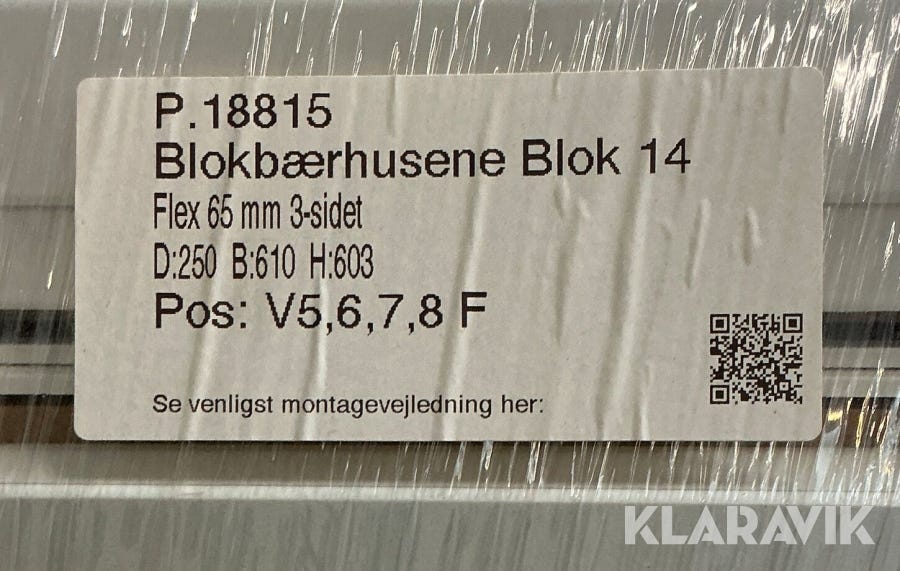 P.18815
Blokbærhusene Blok 14
Flex 65 mm 3-sidet
D:250 B:610 H:603
Pos: V5,6,7,8 F
Se venligst montagevejledning her:
KLARAVIK